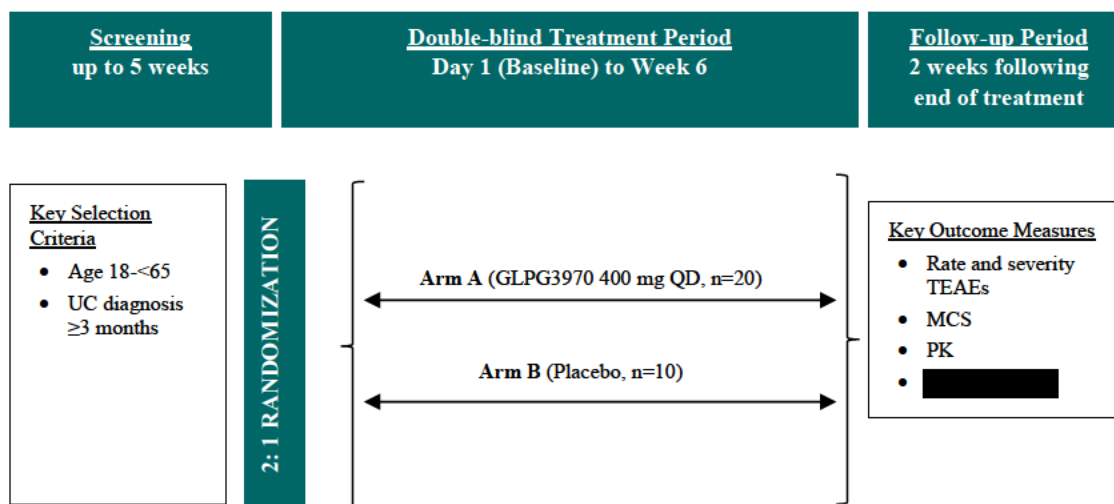 Screening
up to 5 weeks
Double-blind Treatment Period
Day 1 (Baseline) to Week 6
Follow-up Period
2 weeks following
end of treatment
Key Selection
Criteria
• Age 18-<65
• UC diagnosis
≥3 months
2: 1 RANDOMIZATION
Arm A (GLPG3970 400 mg QD, n=20)
Arm B (Placebo, n=10)
Key Outcome Measures
• Rate and severity
TEAEs
• MCS
• PK
•